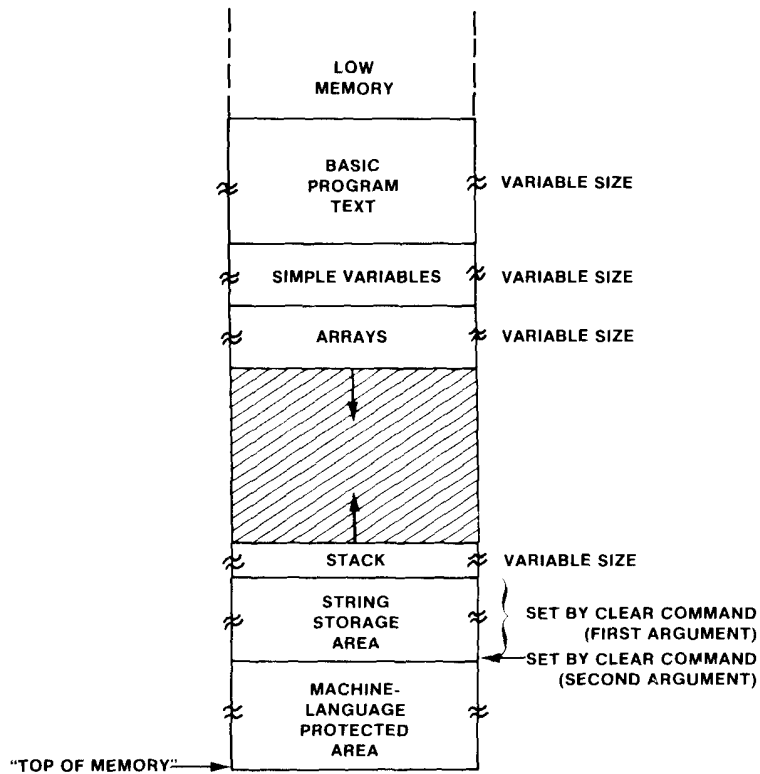 LOW
MEMORY
BASIC
PROGRAM
TEXT
VARIABLE SIZE
SIMPLE VARIABLES
VARIABLE SIZE
ARRAYS
VARIABLE SIZE
STACK
VARIABLE SIZE
STRING
STORAGE
AREA
SET BY CLEAR COMMAND
(FIRST ARGUMENT)
SET BY CLEAR COMMAND
(SECOND ARGUMENT)
MACHINE-
LANGUAGE
PROTECTED
AREA
"TOP OF MEMORY"